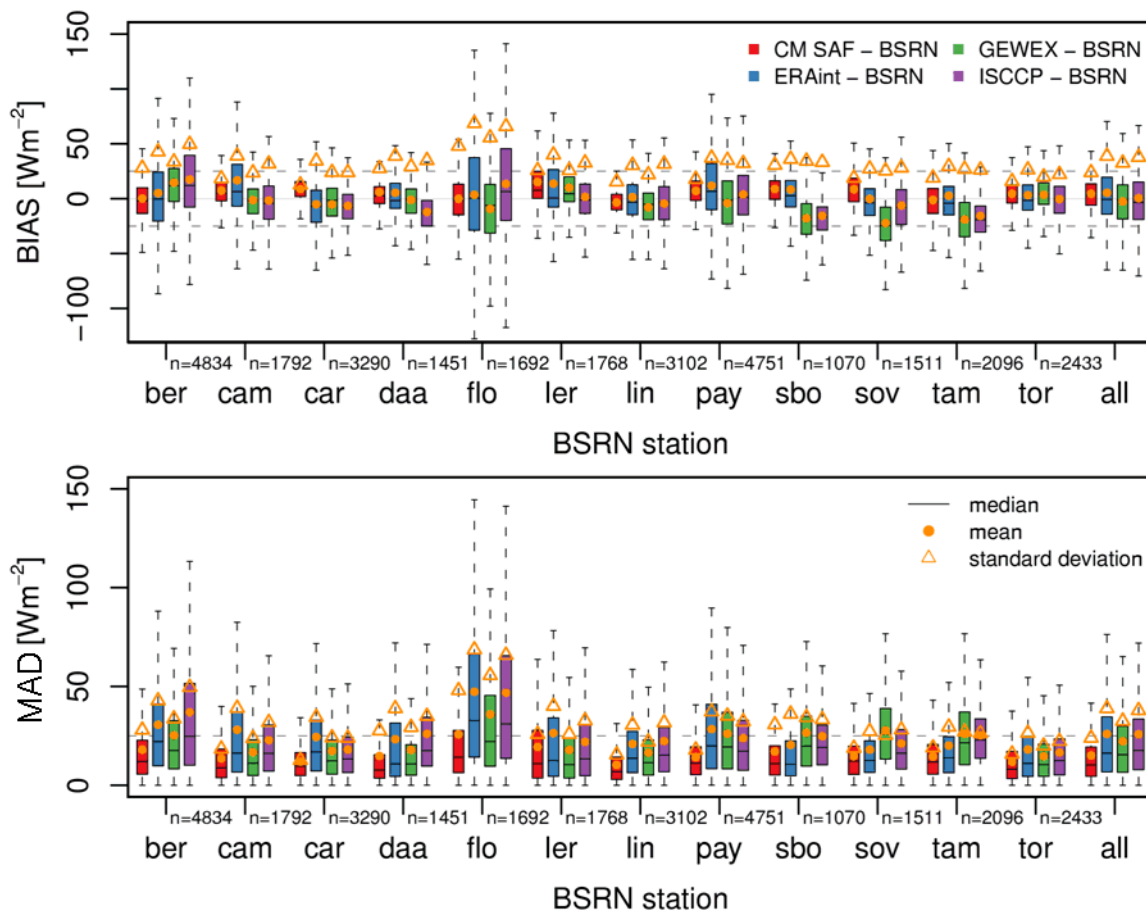 CM SAF − BSRN GEWEX − BSRN
ERAint − BSRN ISCCP − BSRN
BIAS [Wm−2]
150
50
0
−100
n=4834 n=1792 n=3290 n=1451 n=1692 n=1768 n=3102 n=4751 n=1070 n=1511 n=2096 n=2433
ber cam car daa flo ler lin pay sbo sov tam tor all
BSRN station
median
mean
standard deviation
MAD [Wm−2]
150
100
50
0
n=4834 n=1792 n=3290 n=1451 n=1692 n=1768 n=3102 n=4751 n=1070 n=1511 n=2096 n=2433
ber cam car daa flo ler lin pay sbo sov tam tor all
BSRN station